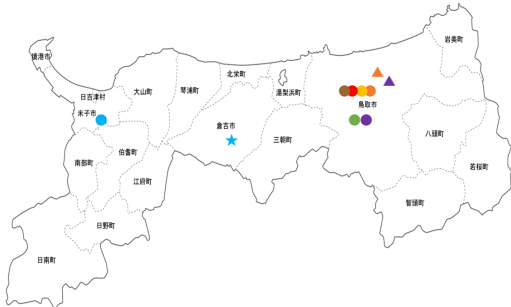 岩美町
境港市
北栄町
琴浦町
大山町
湯梨浜町
日吉津村
鳥取市
米子市
倉吉市
八頭町
三朝町
伯耆町
南部町
若桜町
江府町
智頭町
日野町
日南町